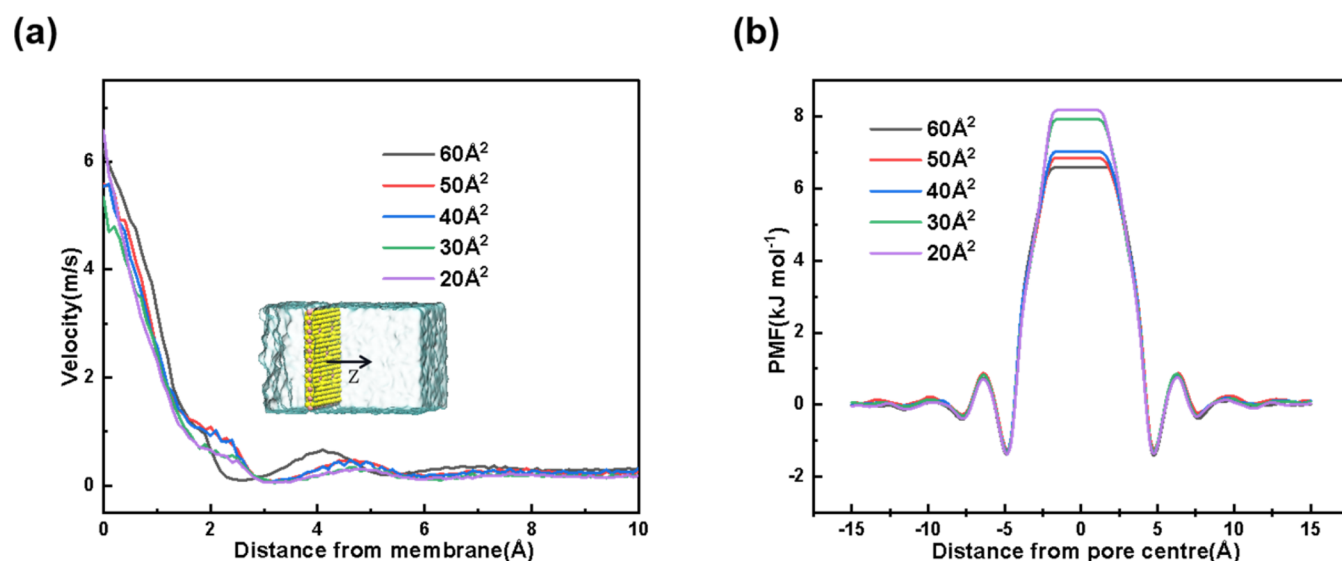 (a)
(b)
6
4
2
0
Velocity(m/s)
60Å²
50Å²
40Å²
30Å²
20Å²
Z
0
2
4
6
8
10
Distance from membrane(Å)
8
6
4
2
0
-2
PMF(kJ mol⁻¹)
60Å²
50Å²
40Å²
30Å²
20Å²
-15
-10
-5
0
5
10
15
Distance from pore centre(Å)